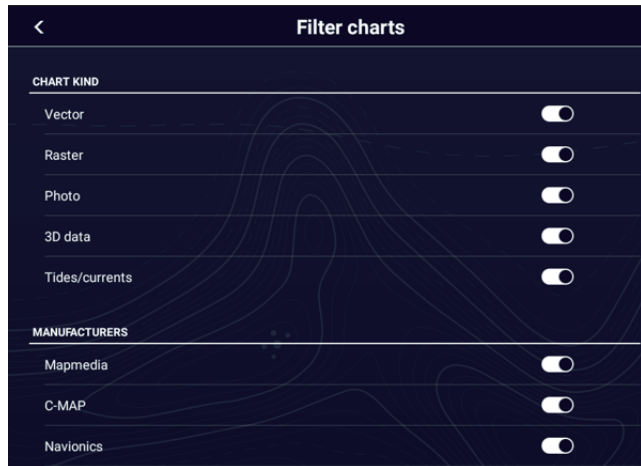 Filter charts
CHART KIND
Vector
Raster
Photo
3D data
Tides/currents
MANUFACTURERS
Mapmedia
C-MAP
Navionics